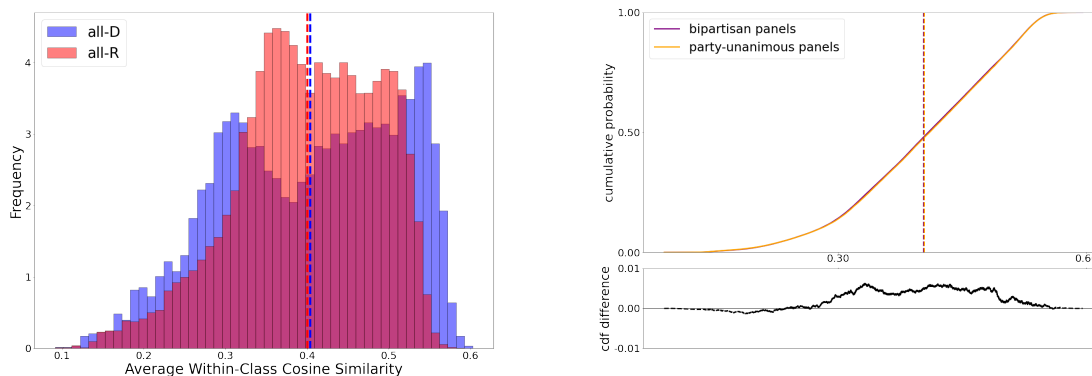 all-D
all-R
4
3
2
1
0
Frequency
0.1 0.2 0.3 0.4 0.5 0.6
Average Within-Class Cosine Similarity
bipartisan panels
party-unanimous panels
1.00
0.50
0.00
cumulative probability
0.30 0.6
0.01
0.00
-0.01
cdf difference